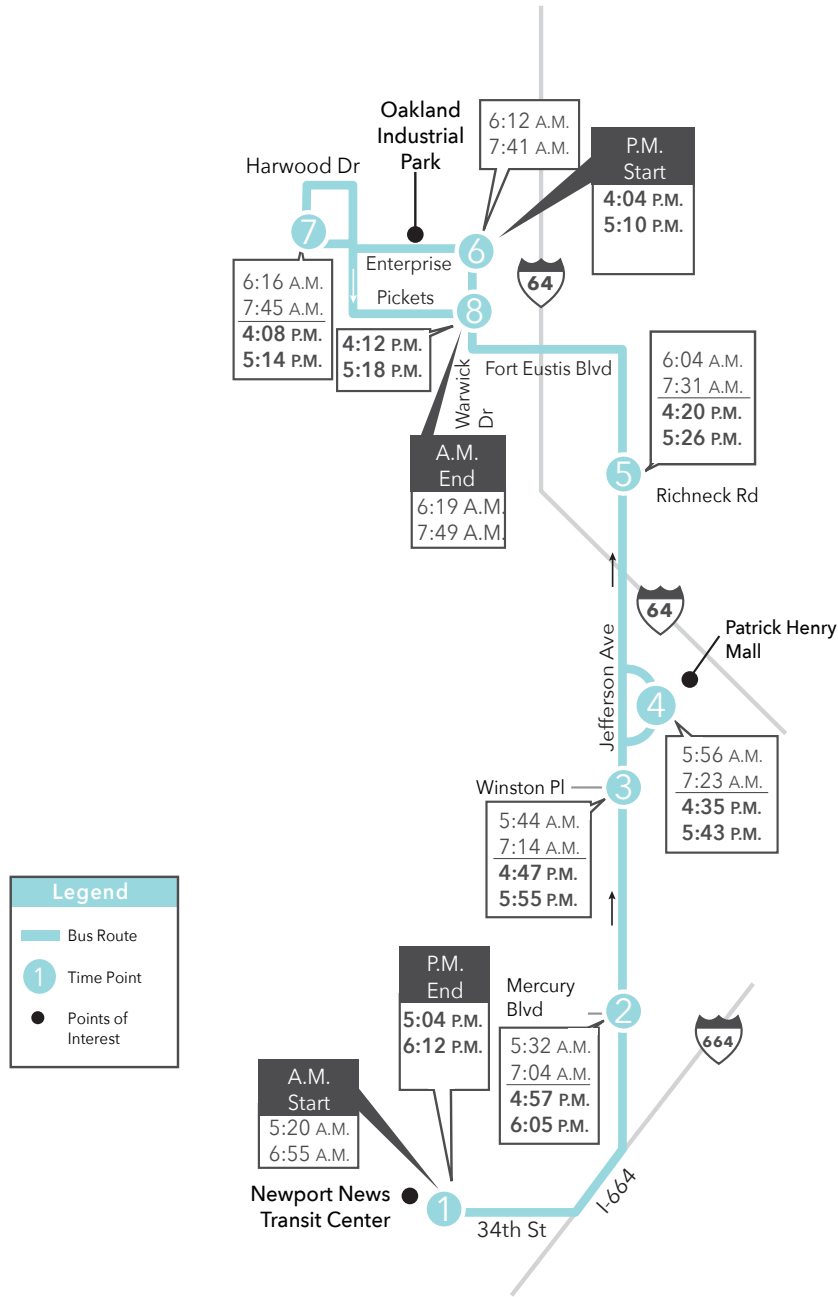 Oakland
Industrial
Park
6:12 A.M.
7:41 A.M.
P.M.
Start
4:04 P.M.
5:10 P.M.
Harwood Dr
7
6
Enterprise
64
6:16 A.M.
7:45 A.M.
4:08 P.M.
5:14 P.M.
Pickets
8
4:12 P.M.
5:18 P.M.
Warwick
Dr
Fort Eustis Blvd
6:04 A.M.
7:31 A.M.
4:20 P.M.
5:26 P.M.
A.M.
End
6:19 A.M.
7:49 A.M.
5
Richneck Rd
64
Patrick Henry
Mall
Jefferson Ave
4
5:56 A.M.
7:23 A.M.
4:35 P.M.
5:43 P.M.
Winston Pl
3
5:44 A.M.
7:14 A.M.
4:47 P.M.
5:55 P.M.
Legend
Bus Route
1
Time Point
Points of
Interest
P.M.
End
5:04 P.M.
6:12 P.M.
Mercury
Blvd
2
5:32 A.M.
7:04 A.M.
4:57 P.M.
6:05 P.M.
664
A.M.
Start
5:20 A.M.
6:55 A.M.
Newport News
Transit Center
1
34th St
I-664